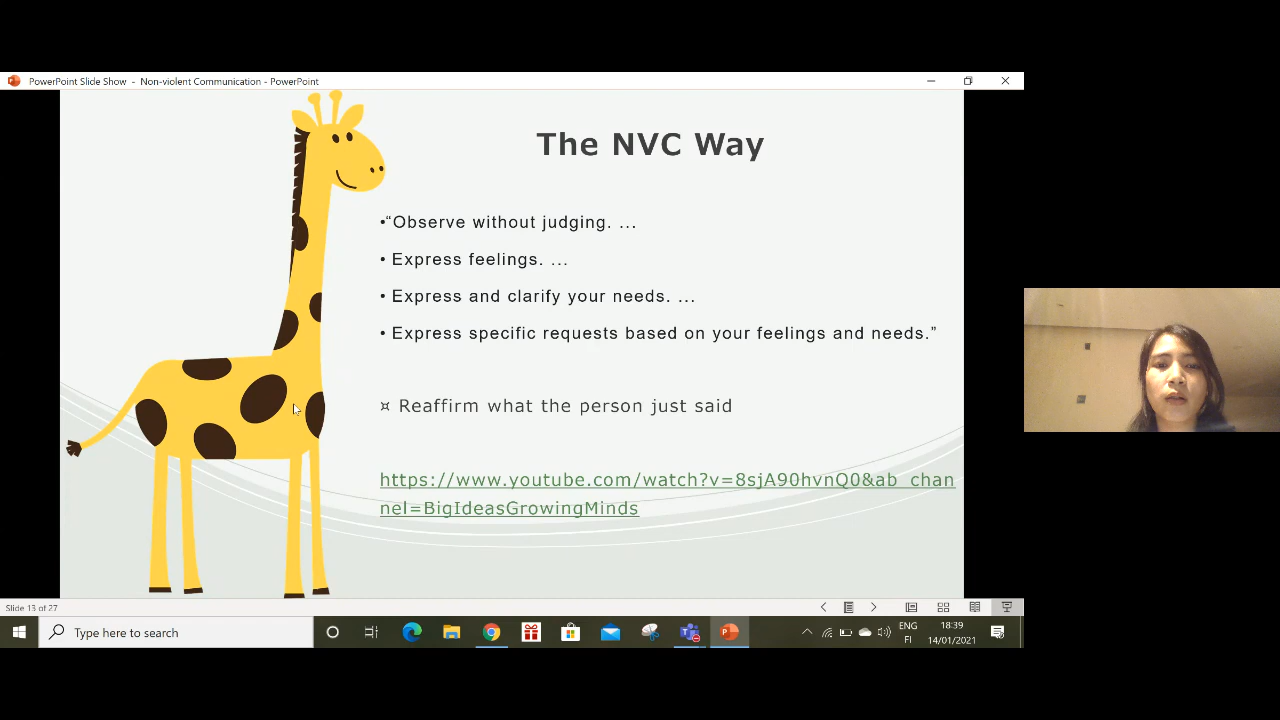 PowerPoint Slide Show - Non-violent Communication - PowerPoint
The NVC Way
•“Observe without judging. ...
• Express feelings. ...
• Express and clarify your needs. ...
• Express specific requests based on your feelings and needs.”
¤ Reaffirm what the person just said
https://www.youtube.com/watch?v=8sjA90hvnQ0&ab_chan
nel=BigIdeasGrowingMinds
Slide 13 of 27
Type here to search
ENG
FI
18:39
14/01/2021